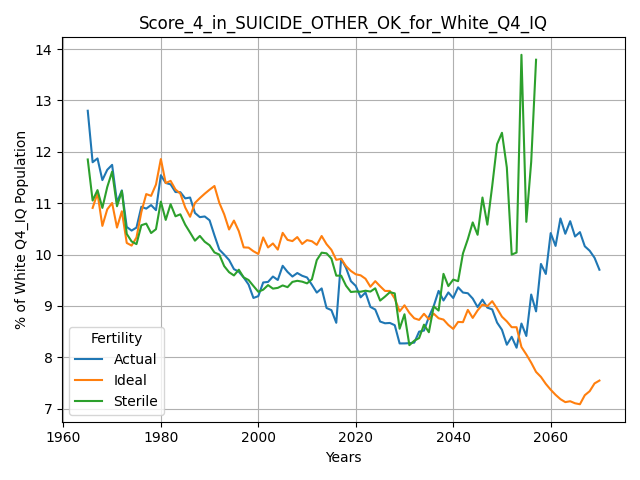 Score_4_in_SUICIDE_OTHER_OK_for_White_Q4_IQ
% of White Q4_IQ Population
14
13
12
11
10
9
8
7
Fertility
Actual
Ideal
Sterile
1960
1980
2000
2020
2040
2060
Years